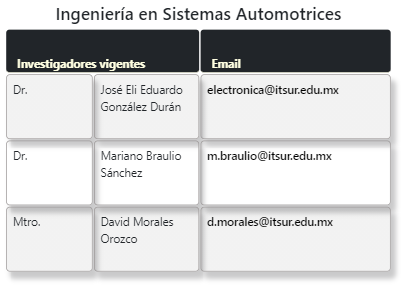 Ingeniería en Sistemas Automotrices
Investigadores vigentes Email
Dr. José Eli Eduardo electronica@itsur.edu.mx
González Durán
Dr. Mariano Braulio m.braulio@itsur.edu.mx
Sánchez
Mtro. David Morales d.morales@itsur.edu.mx
Orozco